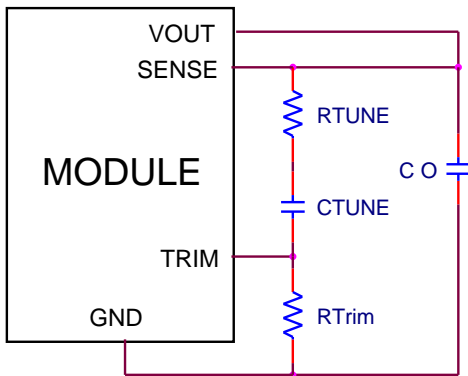 VOUT
SENSE
RTUNE
MODULE
C O
CTUNE
TRIM
GND
RTrim